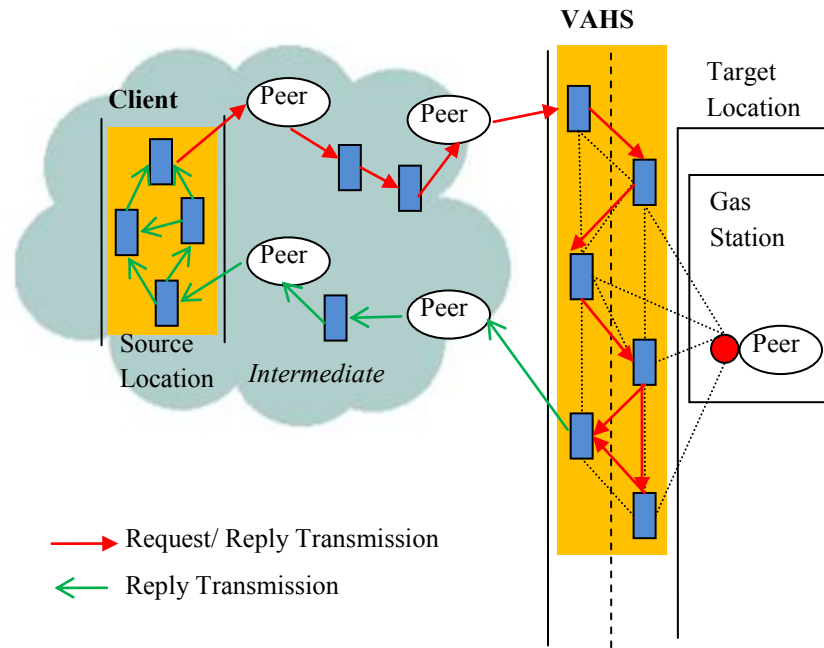 VAHS
Client
Peer
Peer
Target
Location
Gas
Station
Peer
Peer
Peer
Source
Location
Intermediate
Request/ Reply Transmission
Reply Transmission